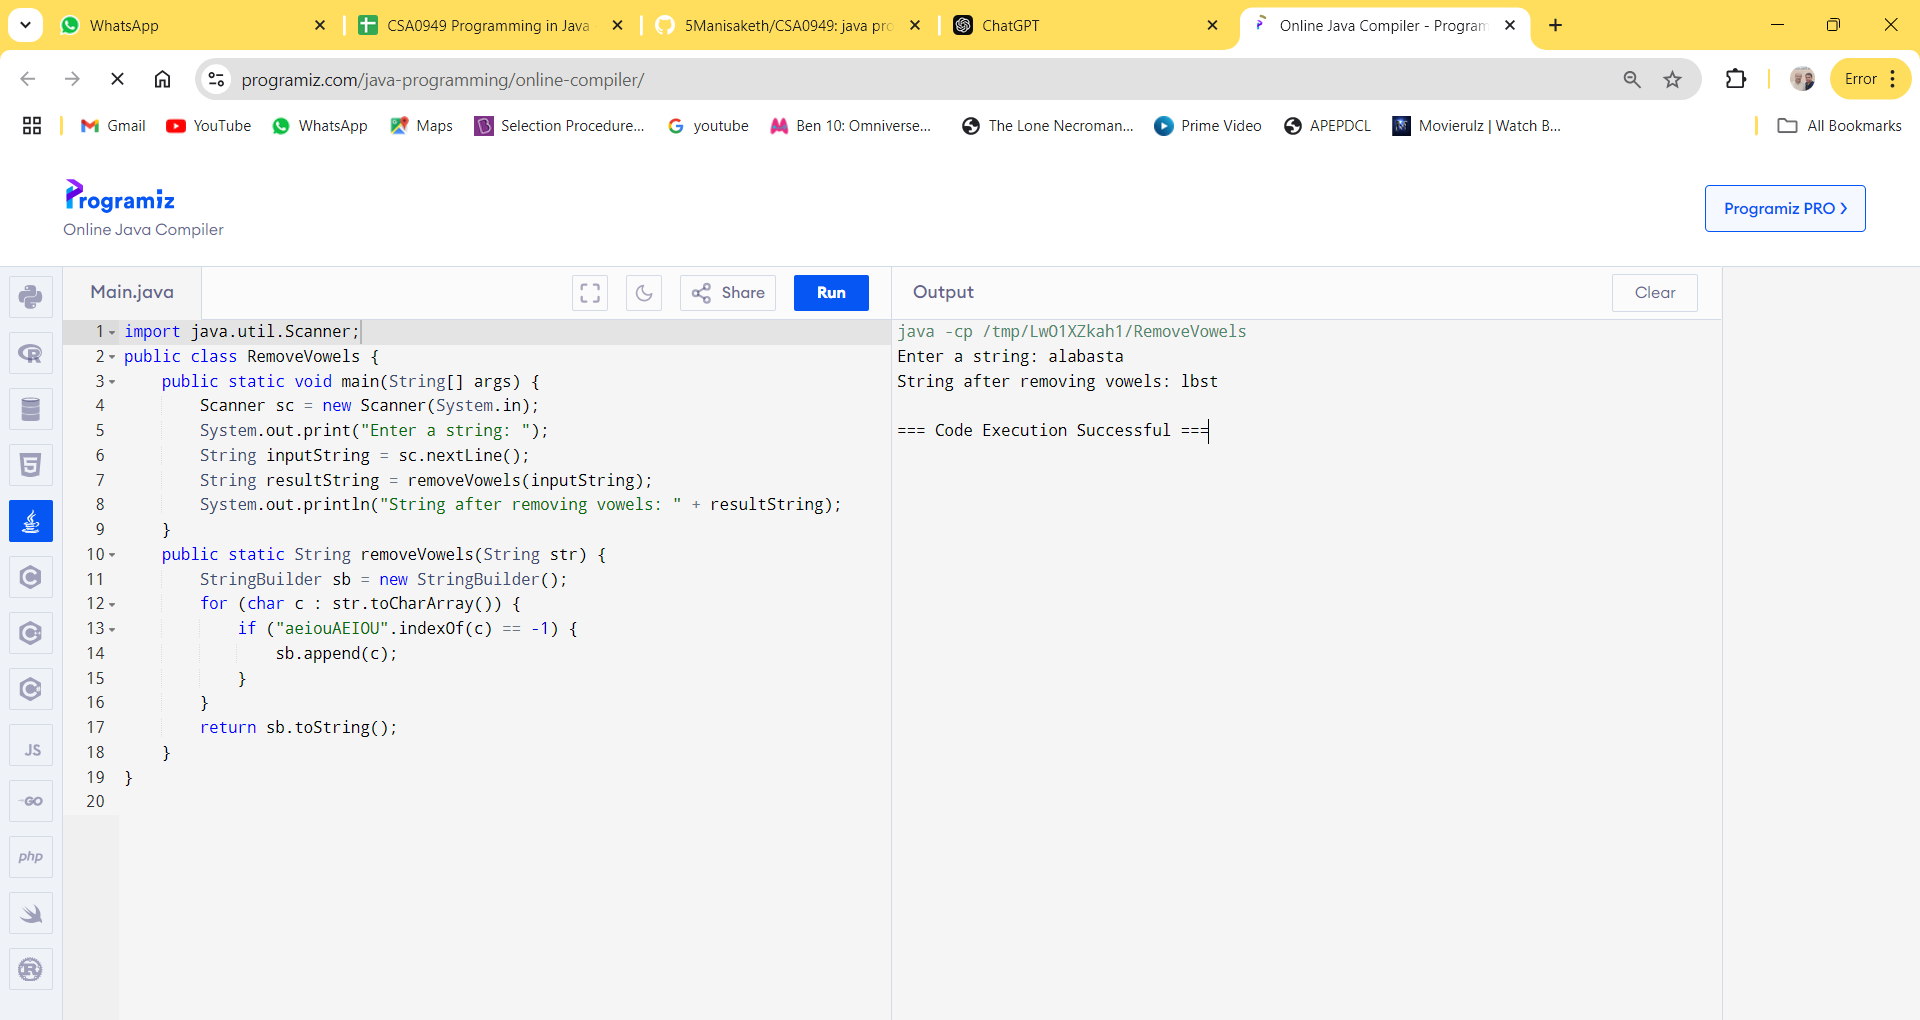 WhatsApp
CSA0949 Programming in Java
5Manisaketh/CSA0949: java pro
ChatGPT
Online Java Compiler - Program
programiz.com/java-programming/online-compiler/
Error
Gmail
YouTube
WhatsApp
Maps
Selection Procedure...
youtube
Ben 10: Omniverse...
The Lone Necroman...
Prime Video
APEPDCL
Movierulz | Watch B...
All Bookmarks
Programiz
Online Java Compiler
Programiz PRO >
Main.java
Share
Run
1 import java.util.Scanner;
2 public class RemoveVowels {
3     public static void main(String[] args) {
4         Scanner sc = new Scanner(System.in);
5         System.out.print("Enter a string: ");
6         String inputString = sc.nextLine();
7         String resultString = removeVowels(inputString);
8         System.out.println("String after removing vowels: " + resultString);
9     }
10     public static String removeVowels(String str) {
11         StringBuilder sb = new StringBuilder();
12         for (char c : str.toCharArray()) {
13             if ("aeiouAEIOU".indexOf(c) == -1) {
14                 sb.append(c);
15             }
16         }
17         return sb.toString();
18     }
19 }
20
Output
Clear
java -cp /tmp/LwO1XZkah1/RemoveVowels
Enter a string: alabasta
String after removing vowels: lbst
=== Code Execution Successful ===
R
5
C
C
C
JS
GO
php
R